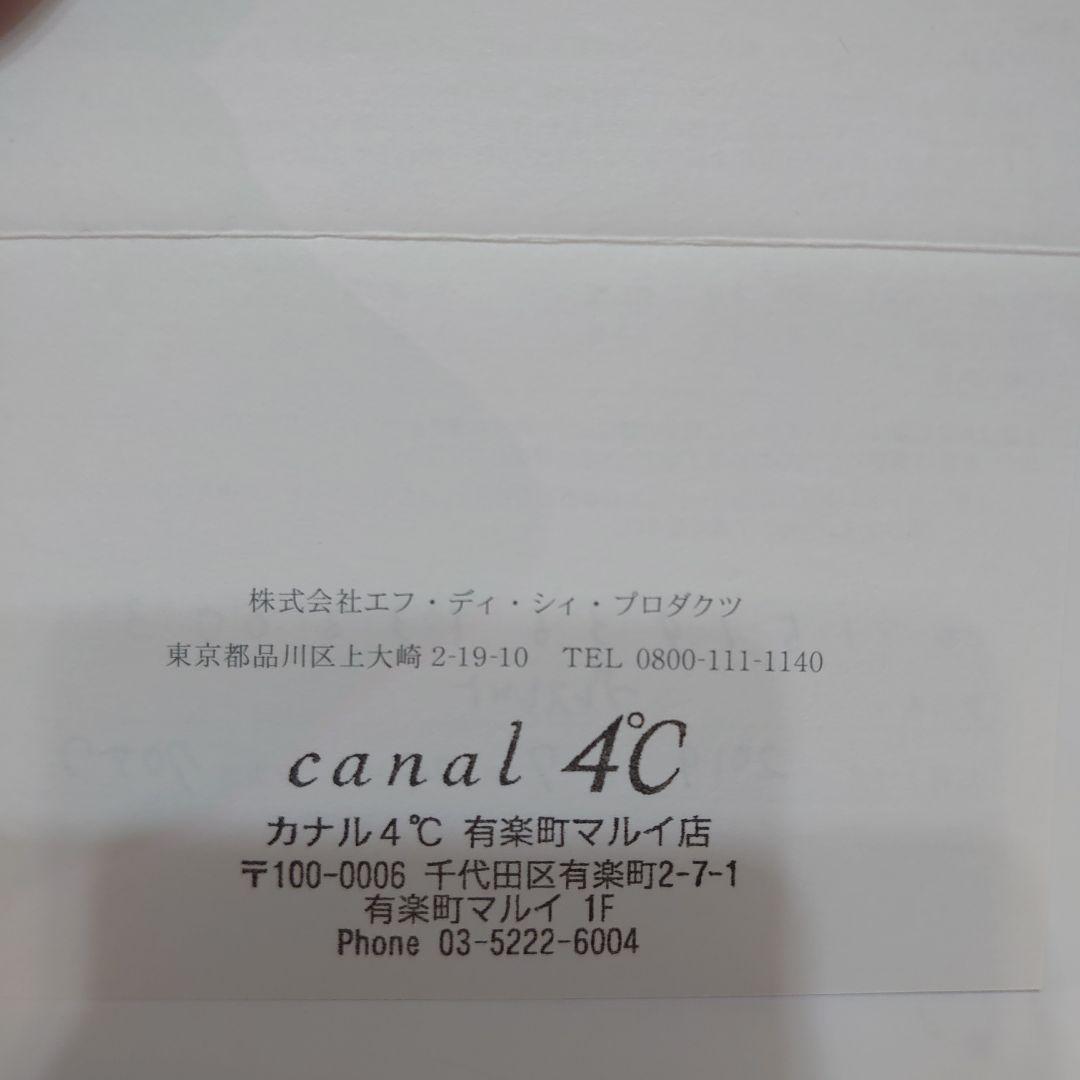 株式会社エフ・ディ・シィ・プロダクツ
東京都品川区上大崎 2-19-10 TEL 0800-111-1140
canal 4℃
カナル4℃ 有楽町マルイ店
〒100-0006 千代田区有楽町2-7-1
有楽町マルイ 1F
Phone 03-5222-6004